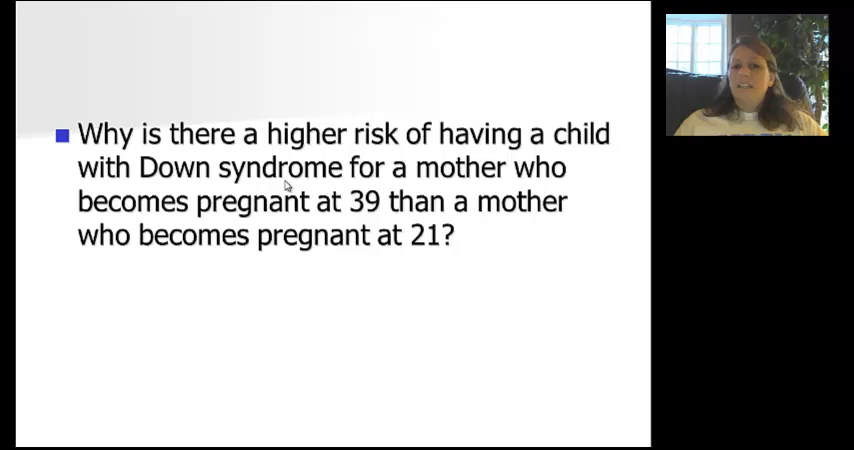 Why is there a higher risk of having a child
with Down syndrome for a mother who
becomes pregnant at 39 than a mother
who becomes pregnant at 21?